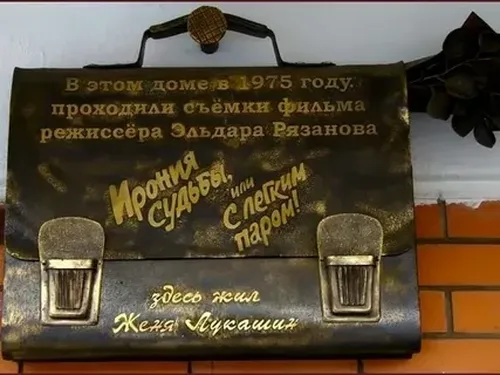 В этом доме в 1975 году.
проходили съёмки фильма
режиссёра Эльдара Рязанова
Ирония
судьбы,
или
С легким
паром!
здесь жил
Женя Лукашин